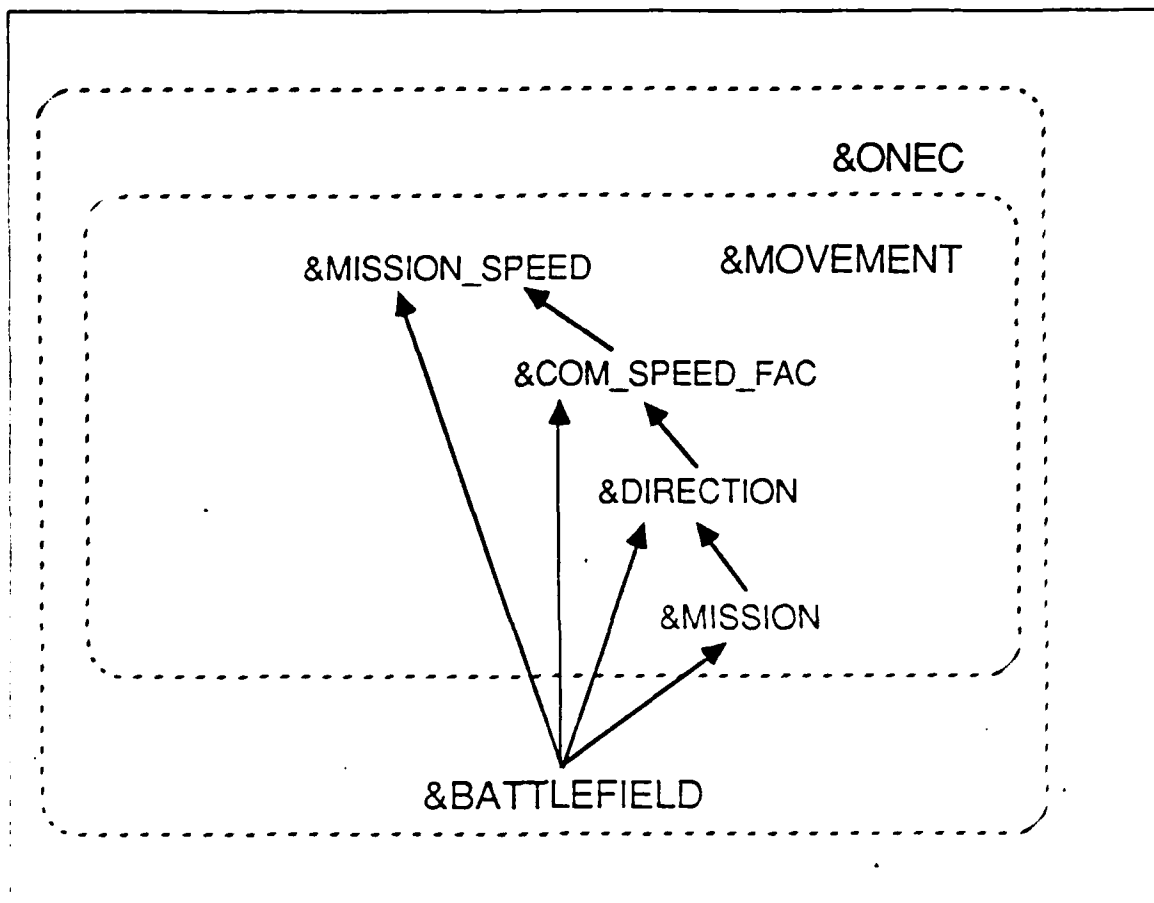 &ONEC
&MOVEMENT
&MISSION_SPEED
&COM_SPEED_FAC
&DIRECTION
&MISSION
&BATTLEFIELD